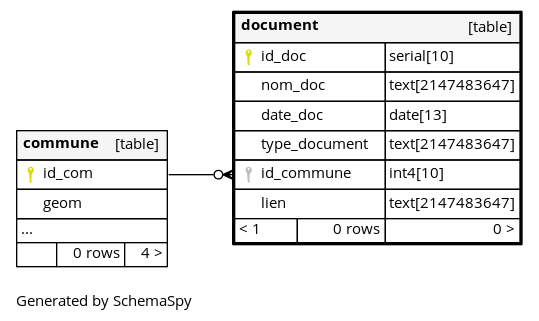 document [table]
id_doc serial[10]
nom_doc text[2147483647]
date_doc date[13]
type_document text[2147483647]
id_commune int4[10]
lien text[2147483647]
< 1 0 rows 0 >
commune [table]
id_com
geom
...
0 rows 4 >
Generated by SchemaSpy